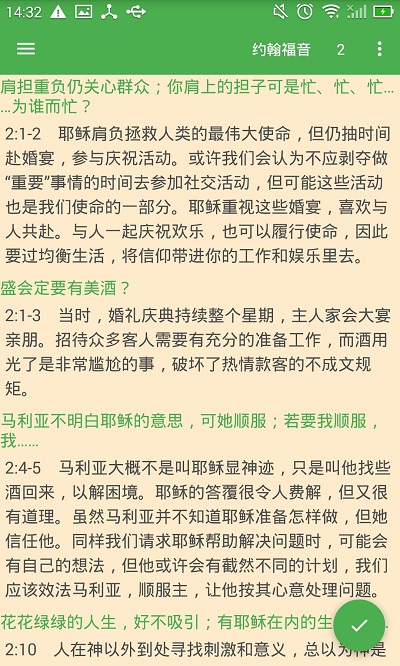 14:32
约翰福音 2
肩担重负仍关心群众；你肩上的担子可是忙、忙、忙…
…为谁而忙？
2:1-2 耶稣肩负拯救人类的最伟大使命，但仍抽时间
赴婚宴，参与庆祝活动。或许我们会认为不应剥夺做
“重要”事情的时间去参加社交活动，但可能这些活动
也是我们使命的一部分。耶稣重视这些婚宴，喜欢与
人共赴。与人一起庆祝欢乐，也可以履行使命，因此
要过均衡生活，将信仰带进你的工作和娱乐里去。
盛会定要有美酒？
2:1-3 当时，婚礼庆典持续整个星期，主人家会大宴
亲朋。招待众多客人需要有充分的准备工作，而酒用
光了是非常尴尬的事，破坏了热情款客的不成文规
矩。
马利亚不明白耶稣的意思，可她顺服；若要我顺服，
我……
2:4-5 马利亚大概不是叫耶稣显神迹，只是叫他找些
酒回来，以解困境。耶稣的答覆很令人费解，但又很
有道理。虽然马利亚并不知道耶稣准备怎样做，但她
信任他。同样我们请求耶稣帮助解决问题时，可能会
有自己的想法，但他或许会有截然不同的计划，我们
应该效法马利亚，顺服主，让他按其心意处理问题。
花花绿绿的人生，好不吸引；有耶稣在内的生
2:10 人在神以外到处寻找刺激和意义，总以为神是